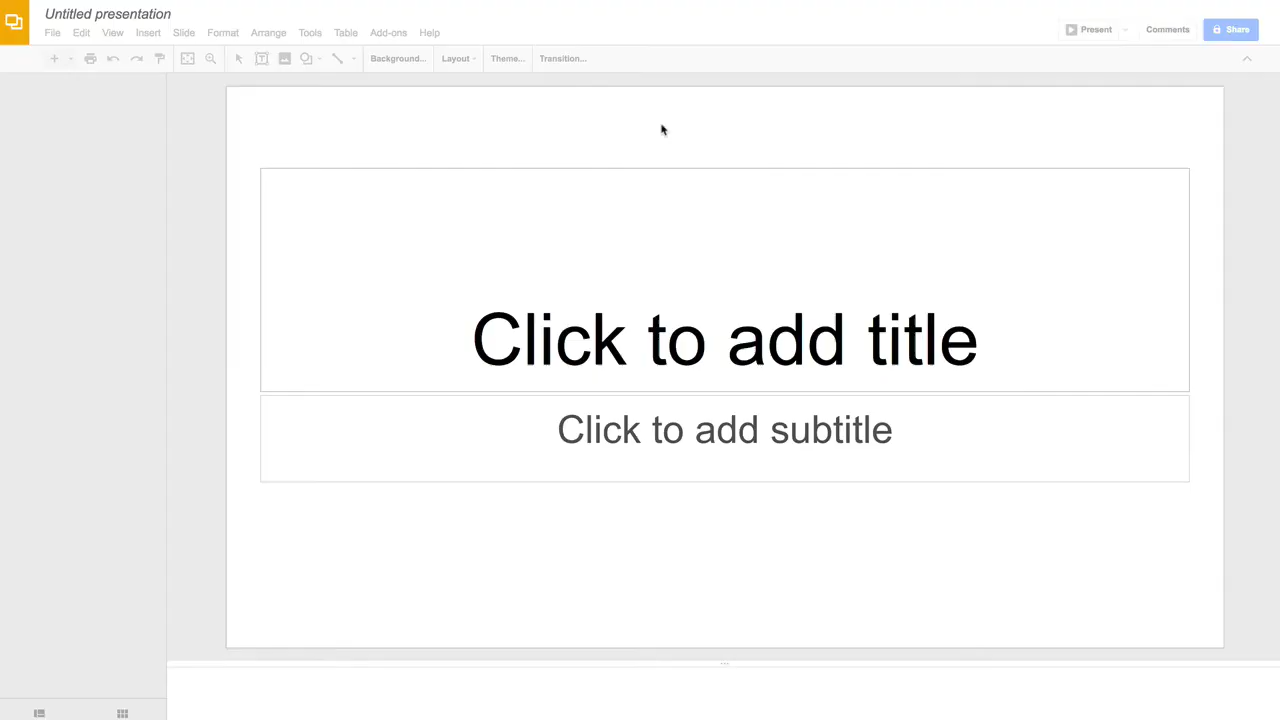 Untitled presentation
File Edit View Insert Slide Format Arrange Tools Table Add-ons Help
Present Comments Share
Background... Layout Theme... Transition...
Click to add title
Click to add subtitle